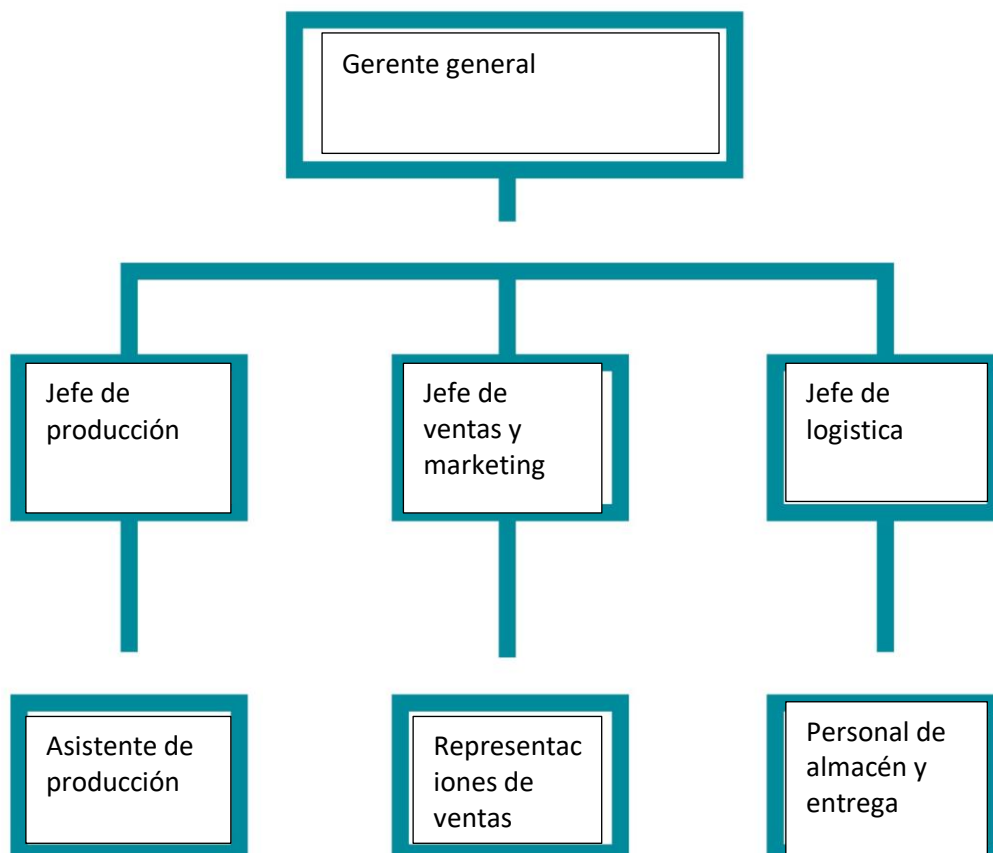 Gerente general
Jefe de
producción
Jefe de
ventas y
marketing
Jefe de
logistica
Asistente de
producción
Representac
iones de
ventas
Personal de
almacén y
entrega